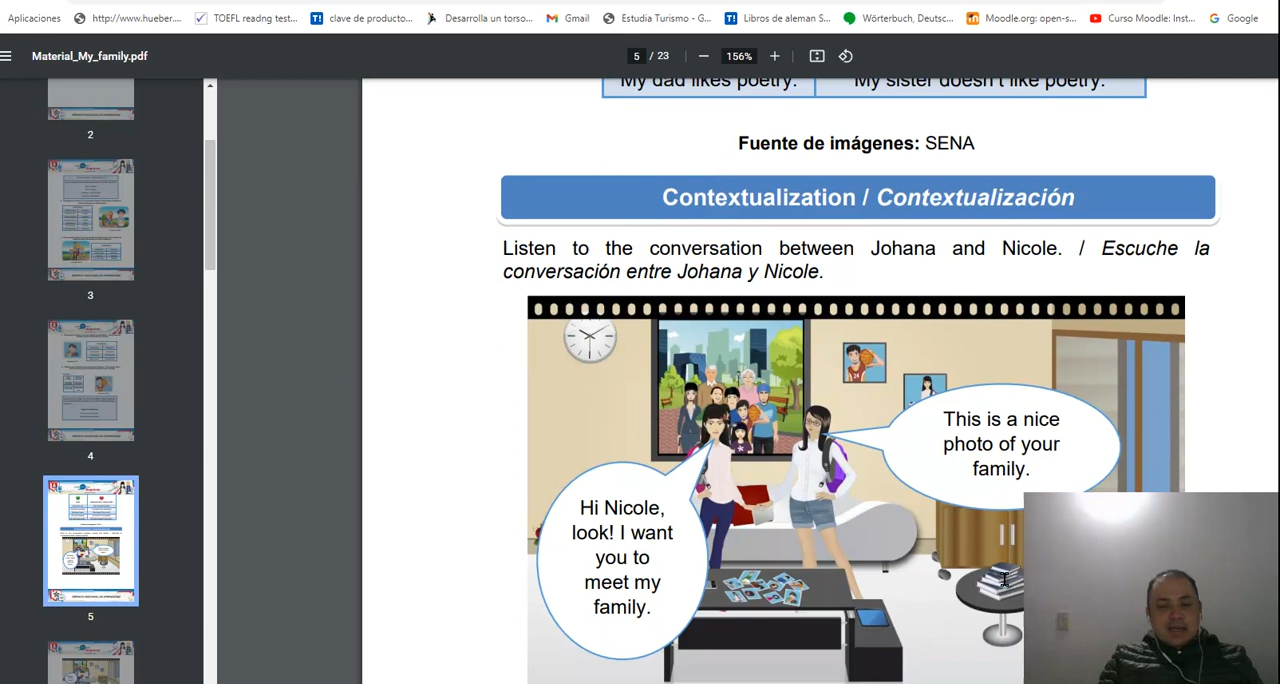 Aplicaciones
http://www.hueber....
TOEFL readng test...
clave de producto...
Desarrolla un torso...
Gmail
Estudia Turismo - G...
Libros de aleman S...
Wörterbuch, Deutsc...
Moodle.org: open-s...
Curso Moodle: Inst...
Google
Material_My_family.pdf
5 / 23
156%
2
3
4
5
My dad likes poetry.
My sister doesn't like poetry.
Fuente de imágenes: SENA
Contextualization / Contextualización
Listen to the conversation between Johana and Nicole. / Escuche la
conversación entre Johana y Nicole.
This is a nice
photo of your
family.
Hi Nicole,
look! I want
you to
meet my
family.